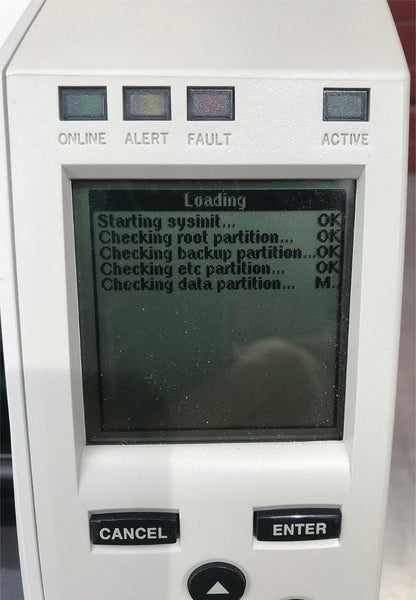 ONLINE ALERT FAULT ACTIVE
Loading
Starting sysinit... OK
Checking root partition... OK
Checking backup partition...OK
Checking etc partition... OK
Checking data partition... M..
CANCEL ENTER